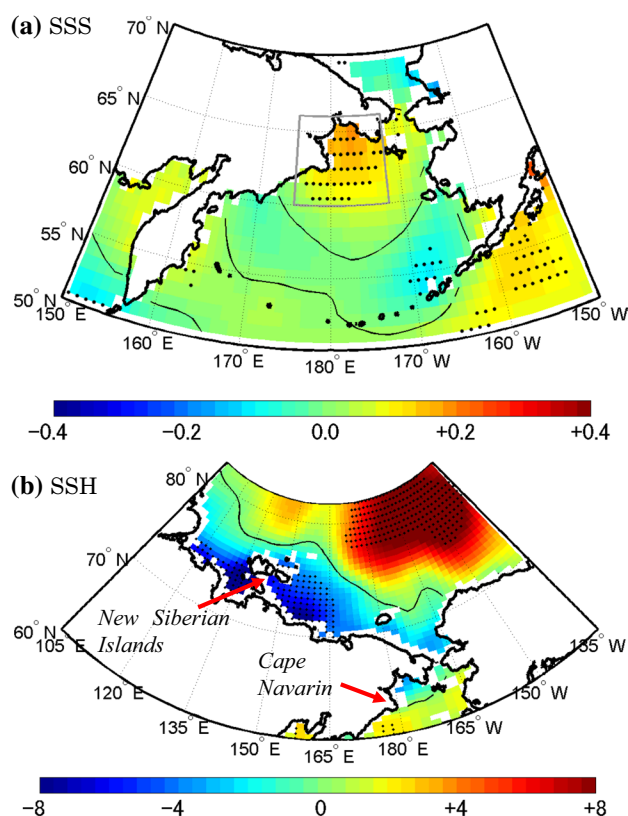 (a) SSS
70° N
65° N
60° N
55° N
50° N
150° E
160° E
170° E
180° E
170° W
160° W
150° W
−0.4 −0.2 0.0 +0.2 +0.4
(b) SSH
80° N
70° N
60° N
New Siberian
Islands
Cape
Navarin
105° E
120° E
135° E
150° E
165° E
180° E
165° W
150° W
135° W
−8 −4 0 +4 +8